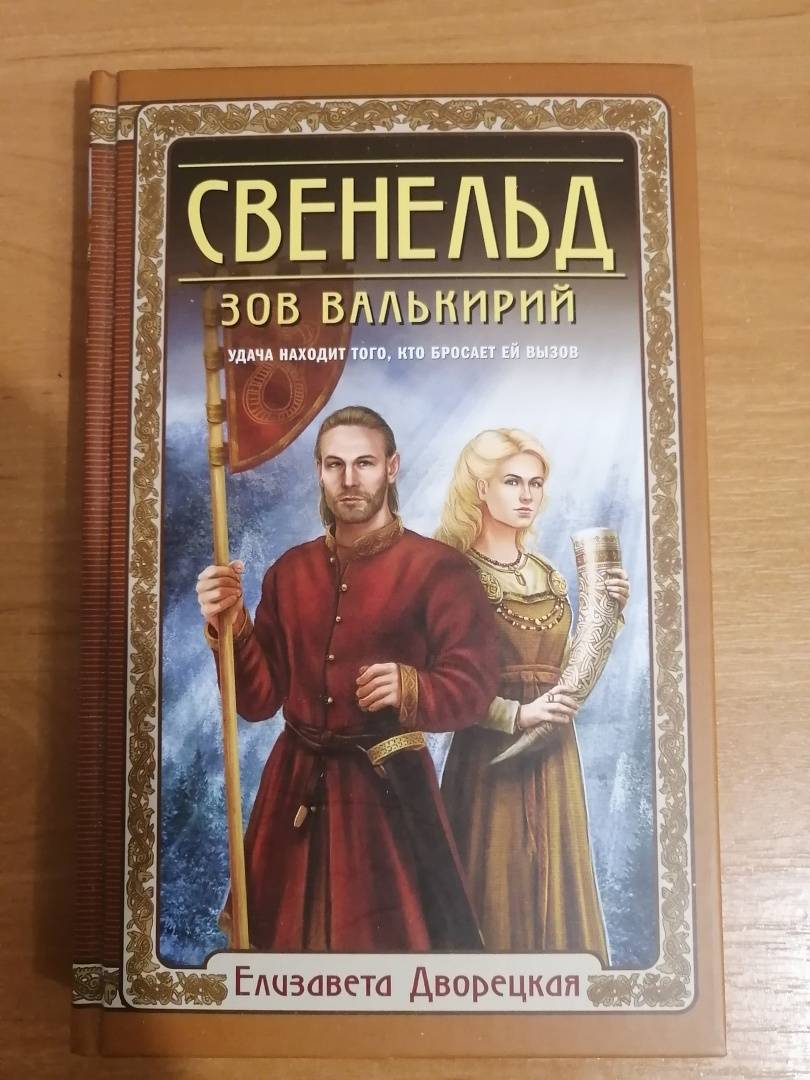 СВЕНЕЛЬД
ЗОВ ВАЛЬКИРИЙ
УДАЧА НАХОДИТ ТОГО, КТО БРОСАЕТ ЕЙ ВЫЗОВ
Елизавета Дворецкая